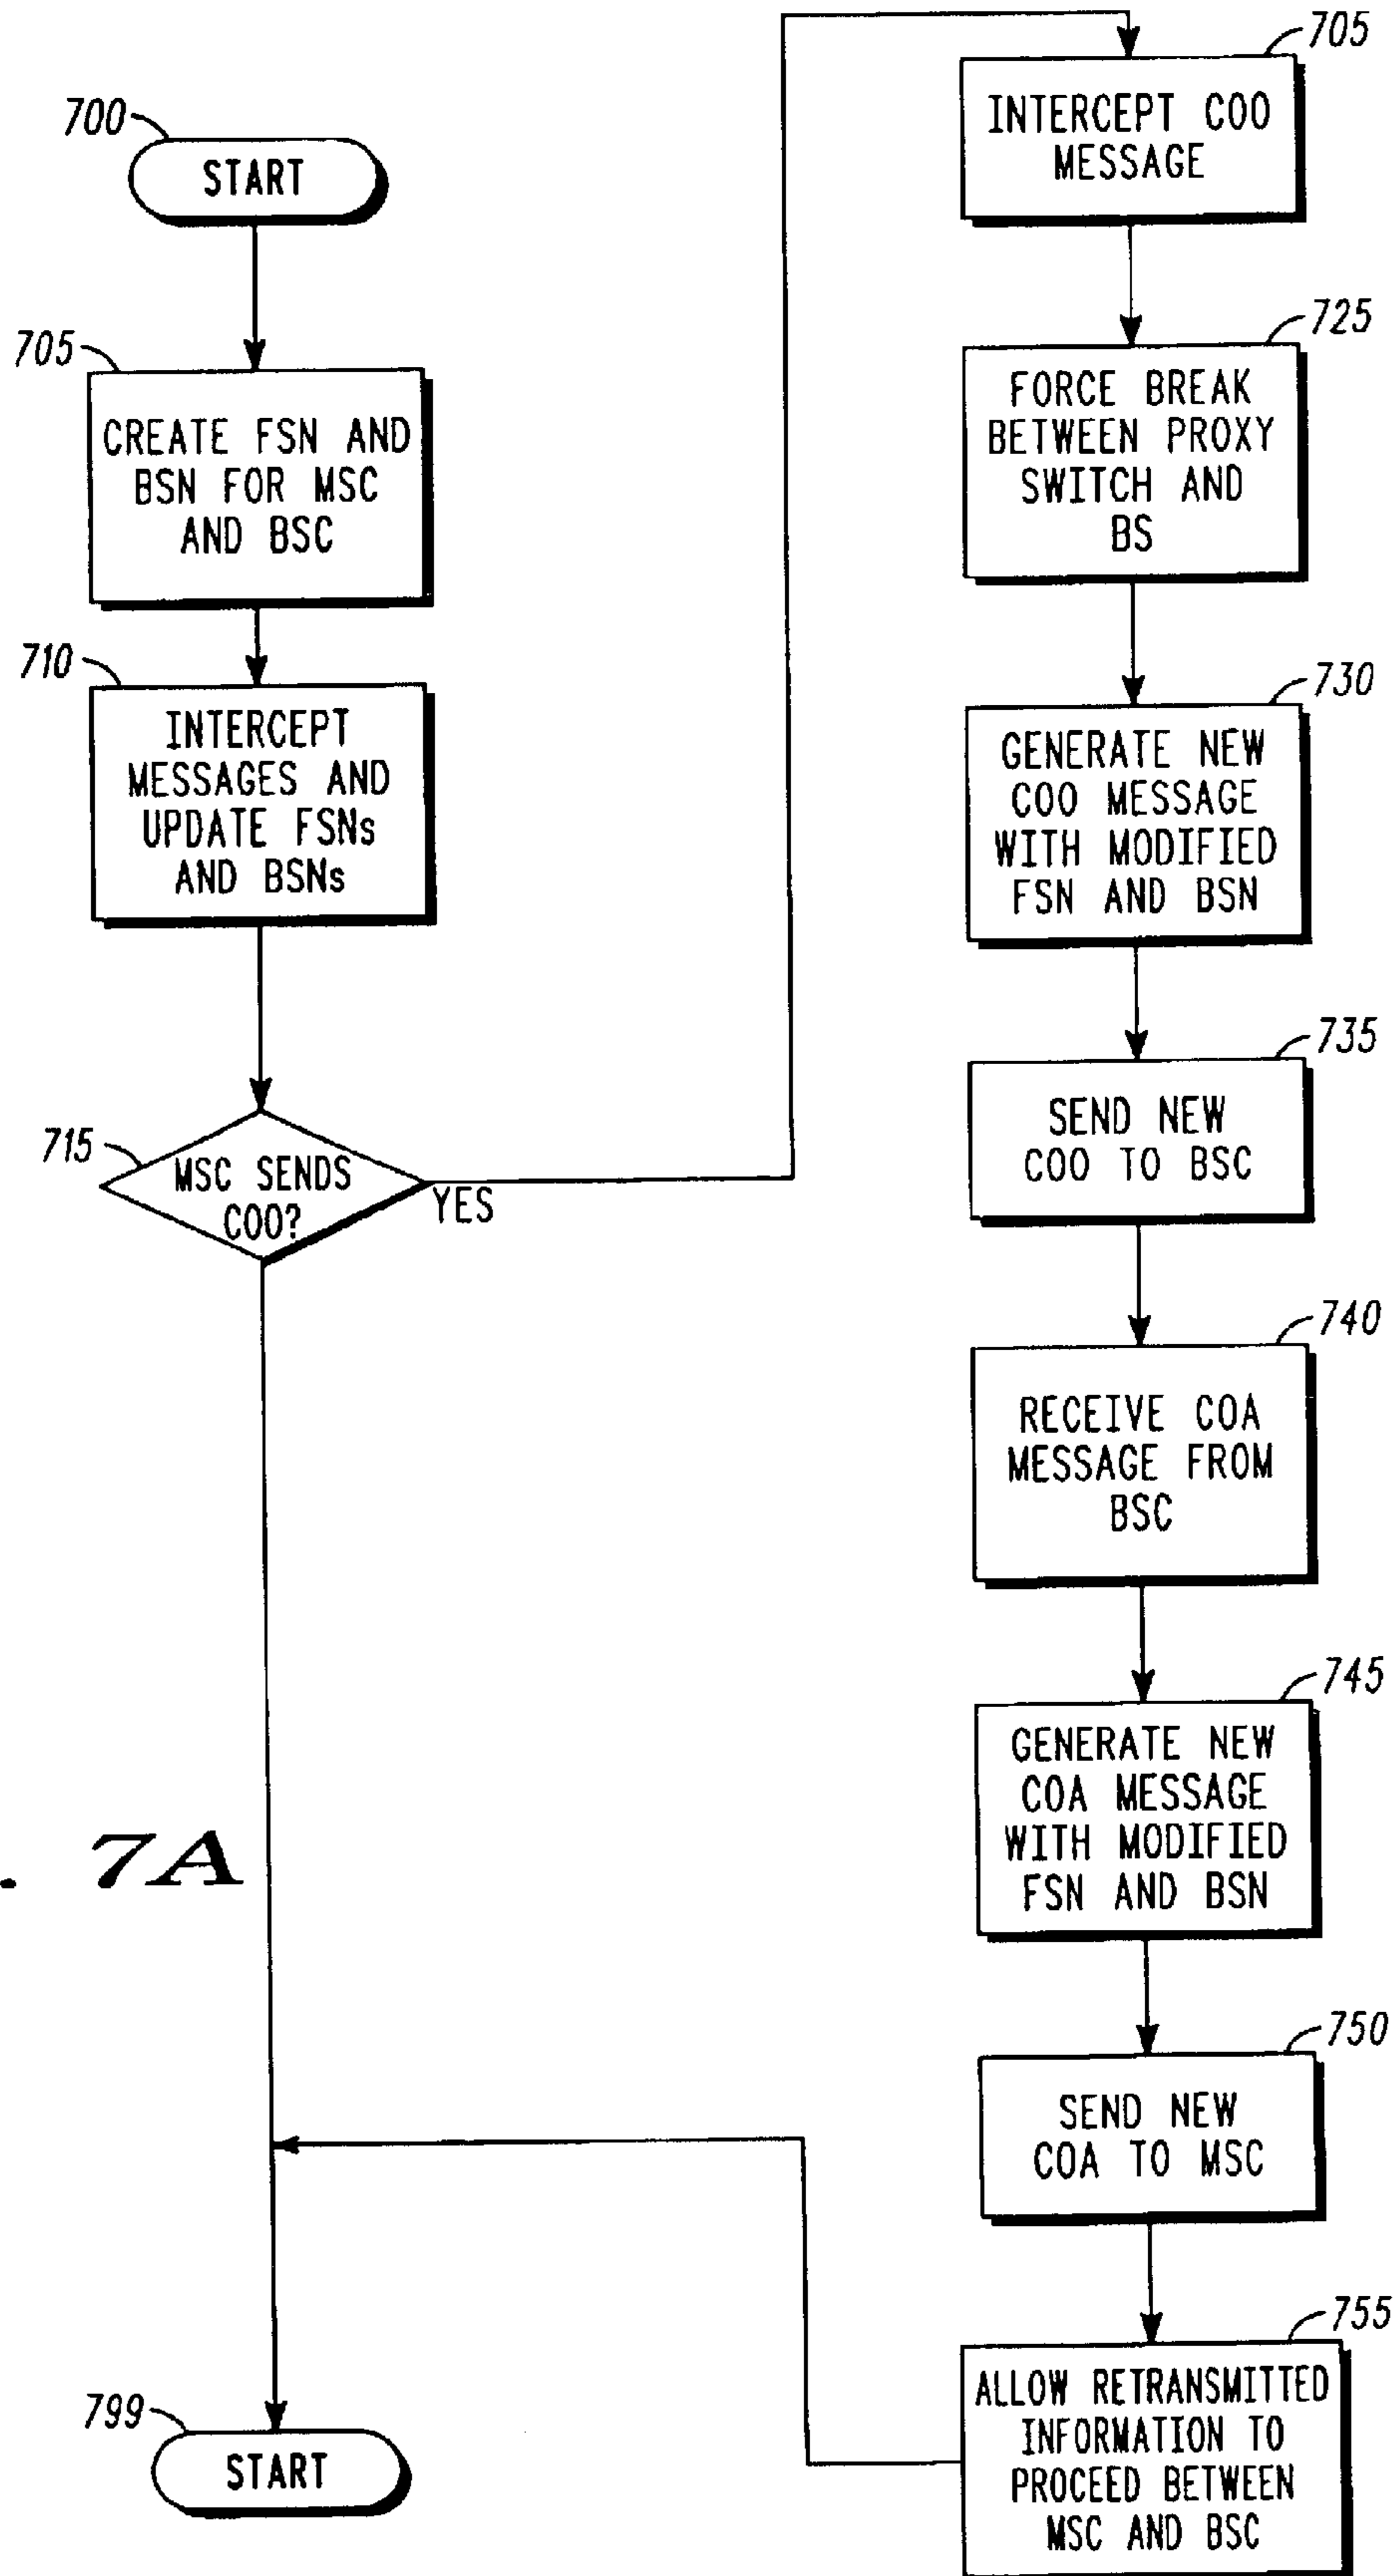 700
START
705
CREATE FSN AND
BSN FOR MSC
AND BSC
710
INTERCEPT
MESSAGES AND
UPDATE FSNs
AND BSNs
715
MSC SENDS
COO?
YES
. 7A
799
START
705
INTERCEPT COO
MESSAGE
725
FORCE BREAK
BETWEEN PROXY
SWITCH AND
BS
730
GENERATE NEW
COO MESSAGE
WITH MODIFIED
FSN AND BSN
735
SEND NEW
COO TO BSC
740
RECEIVE COA
MESSAGE FROM
BSC
745
GENERATE NEW
COA MESSAGE
WITH MODIFIED
FSN AND BSN
750
SEND NEW
COA TO MSC
755
ALLOW RETRANSMITTED
INFORMATION TO
PROCEED BETWEEN
MSC AND BSC